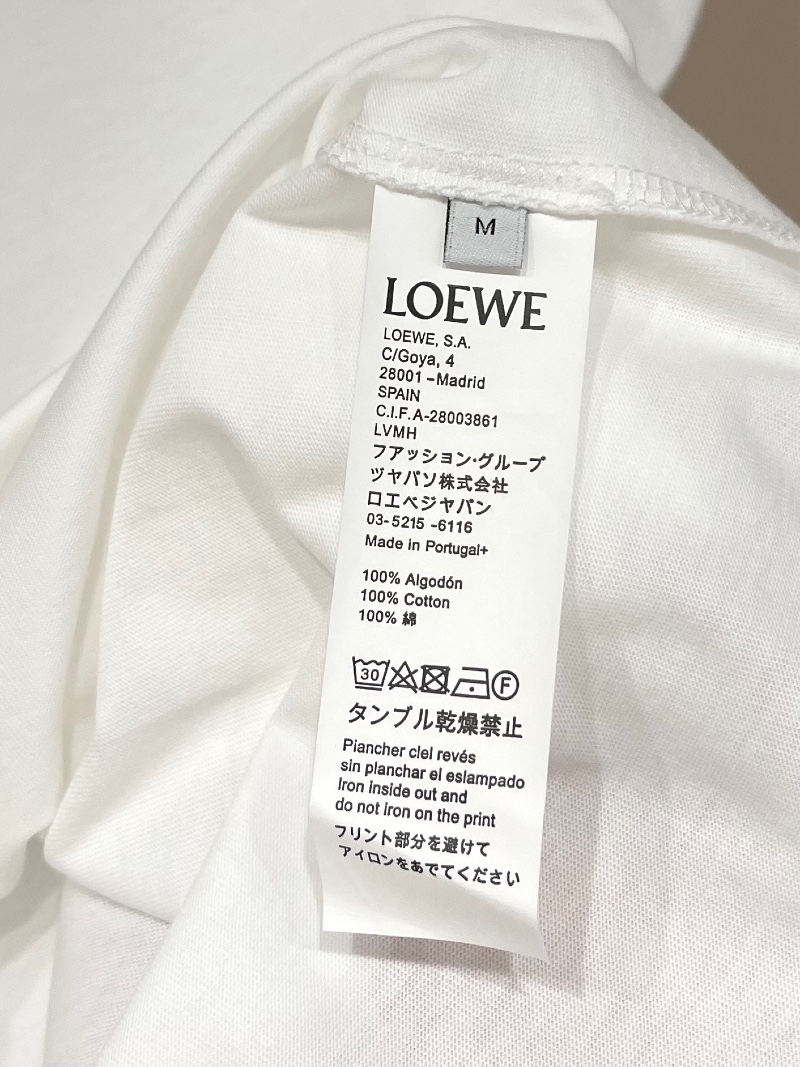 M
LOEWE
LOEWE, S.A.
C/Goya, 4
28001 -Madrid
SPAIN
C.I.F.A-28003861
LVMH
フアッション·グループ
ヅヤパソ株式会社
口エベジヤパン
03-5215 -6116
Made in Portugal+
100% Algodón
100% Cotton
100% 綿
30 F
タンブル乾燥禁止
Piancher ciel revés
sin planchar el eslampado
Iron inside out and
do not iron on the print
フリント部分を避けて
アイロンをあでてください